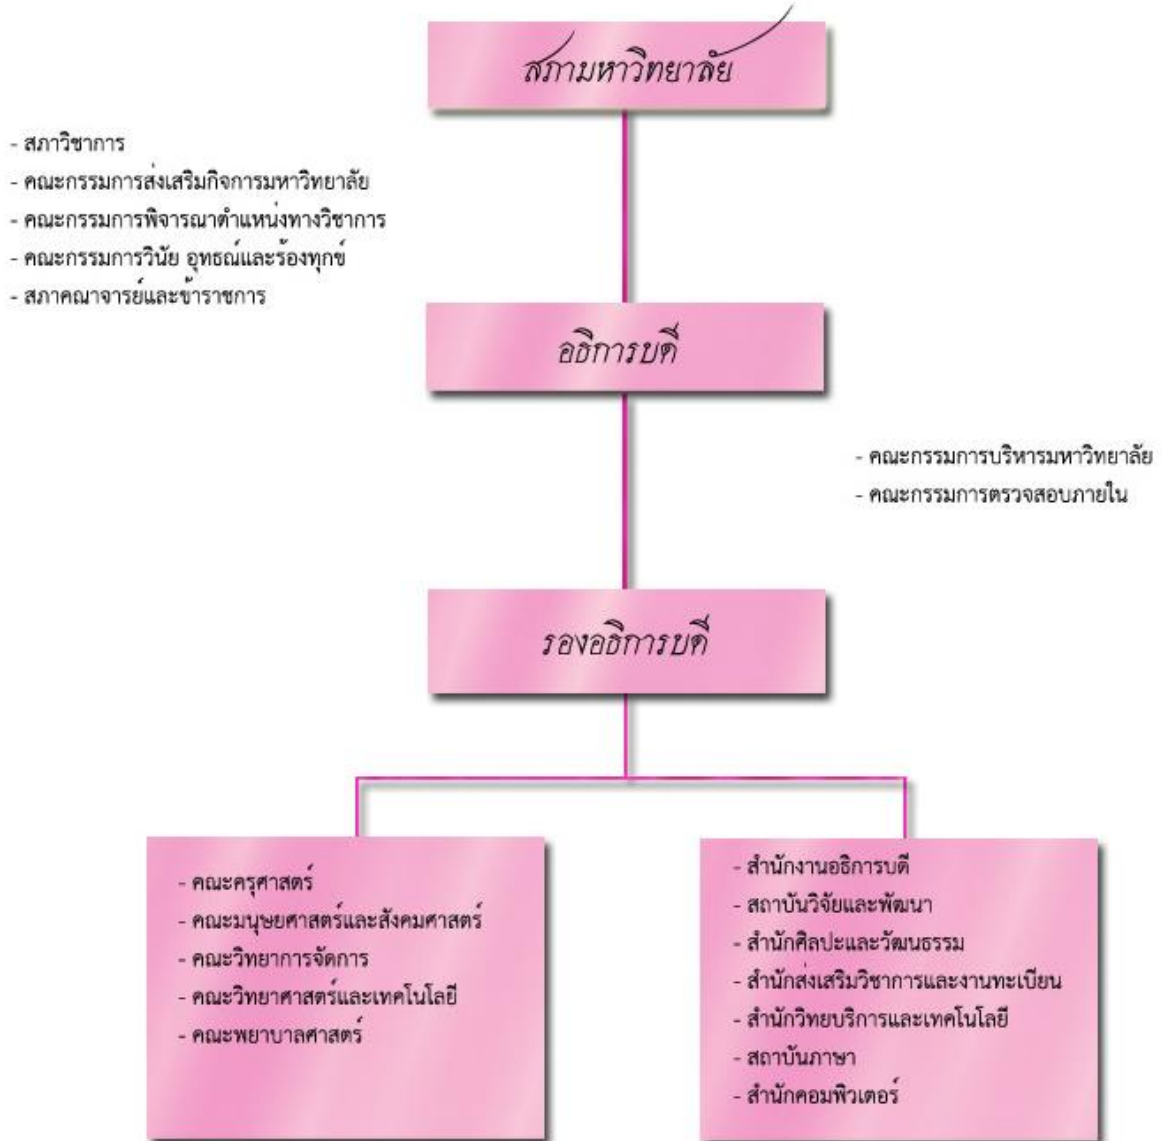 สภามหาวิทยาลัย
- สภาวิชาการ
- คณะกรรมการส่งเสริมกิจการมหาวิทยาลัย
- คณะกรรมการพิจารณาตำแหน่งทางวิชาการ
- คณะกรรมการวินัย อุทธณ์และร้องทุกข์
- สภาคณาจารย์และข้าราชการ
อธิการบดี
- คณะกรรมการบริหารมหาวิทยาลัย
- คณะกรรมการตรวจสอบภายใน
รองอธิการบดี
- คณะครุศาสตร์
- คณะมนุษยศาสตร์และสังคมศาสตร์
- คณะวิทยาการจัดการ
- คณะวิทยาศาสตร์และเทคโนโลยี
- คณะพยาบาลศาสตร์
- สำนักงานอธิการบดี
- สถาบันวิจัยและพัฒนา
- สำนักศิลปะและวัฒนธรรม
- สำนักส่งเสริมวิชาการและงานทะเบียน
- สำนักวิทยบริการและเทคโนโลยี
- สถาบันภาษา
- สำนักคอมพิวเตอร์